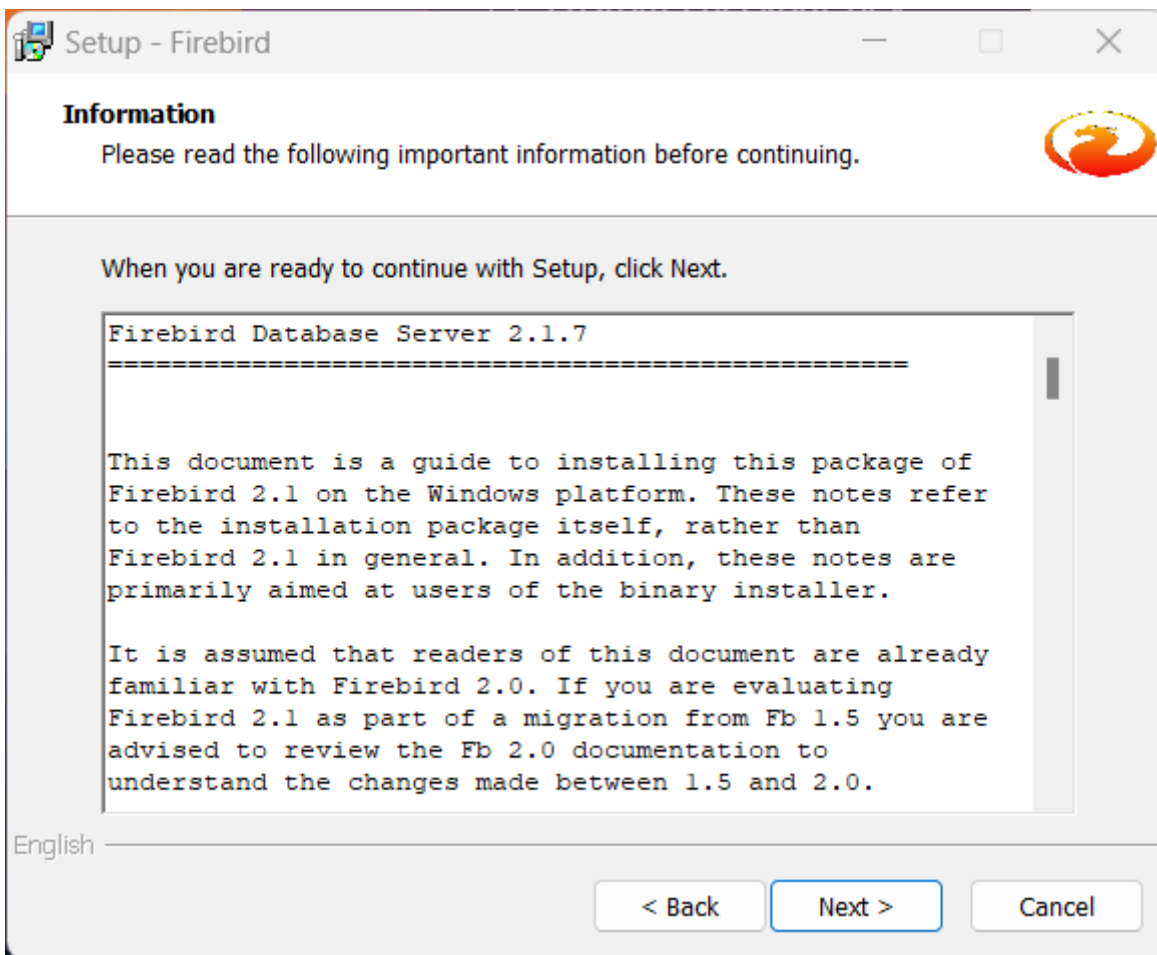 Setup - Firebird
Information
Please read the following important information before continuing.
When you are ready to continue with Setup, click Next.
Firebird Database Server 2.1.7
==================================================
This document is a guide to installing this package of
Firebird 2.1 on the Windows platform. These notes refer
to the installation package itself, rather than
Firebird 2.1 in general. In addition, these notes are
primarily aimed at users of the binary installer.
It is assumed that readers of this document are already
familiar with Firebird 2.0. If you are evaluating
Firebird 2.1 as part of a migration from Fb 1.5 you are
advised to review the Fb 2.0 documentation to
understand the changes made between 1.5 and 2.0.
English
< Back
Next >
Cancel